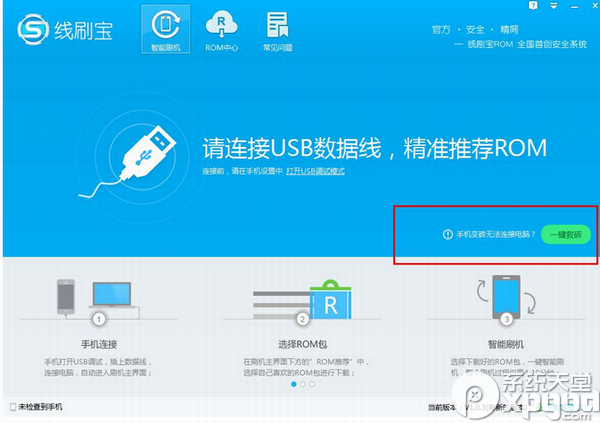 线刷宝
智能刷机
ROM中心
常见问题
官方 · 安全 · 精简
— 线刷宝ROM 全国首创安全系统
请连接USB数据线，精准推荐ROM
连接前，请在手机设置中 打开USB调试模式
手机变砖无法连接电脑？
一键救砖
R
1
2
3
手机连接
手机打开USB调试，插上数据线，
连接电脑，自动进入刷机主界面；
选择ROM包
在刷机主界面下方的"ROM推荐"中，
选择自己喜欢的ROM包进行下载；
智能刷机
选择下载好的ROM包，一键智能刷
未检查到手机
当前版本
系统天堂